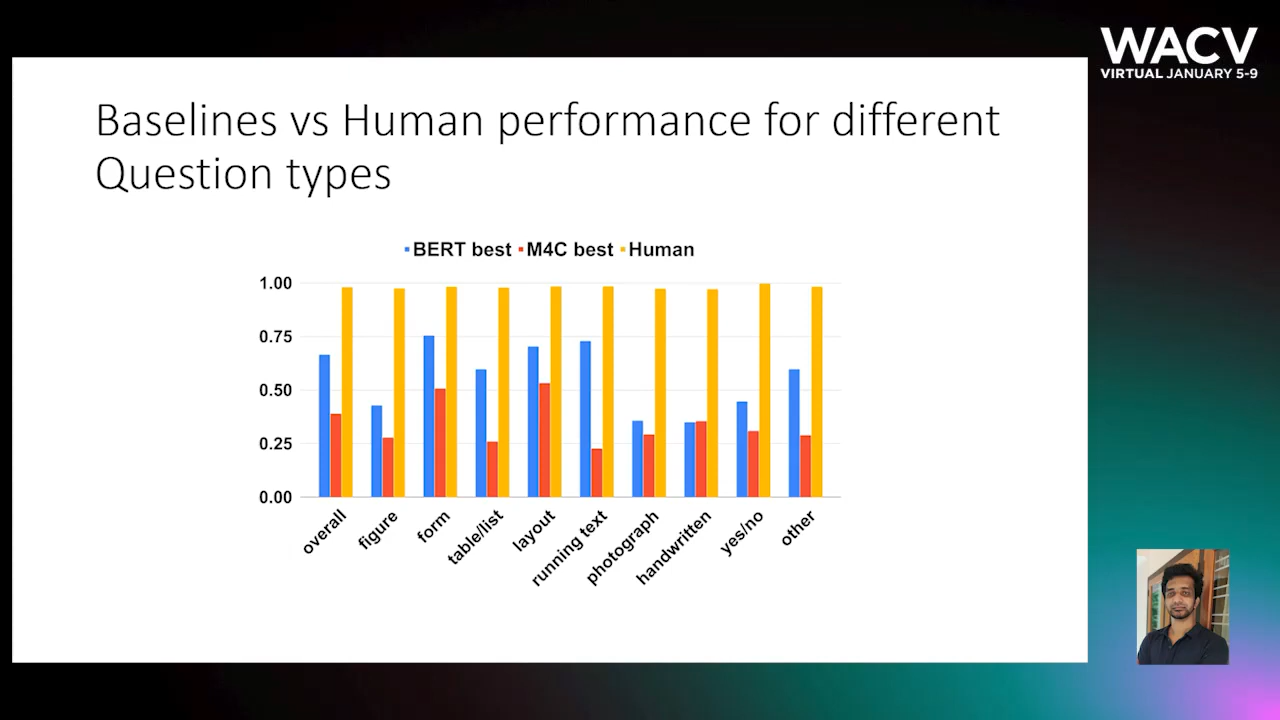 WACV
VIRTUAL JANUARY 5-9
Baselines vs Human performance for different
Question types
BERT best M4C best Human
1.00
0.75
0.50
0.25
0.00
overall figure form table/list layout running text photograph handwritten yes/no other